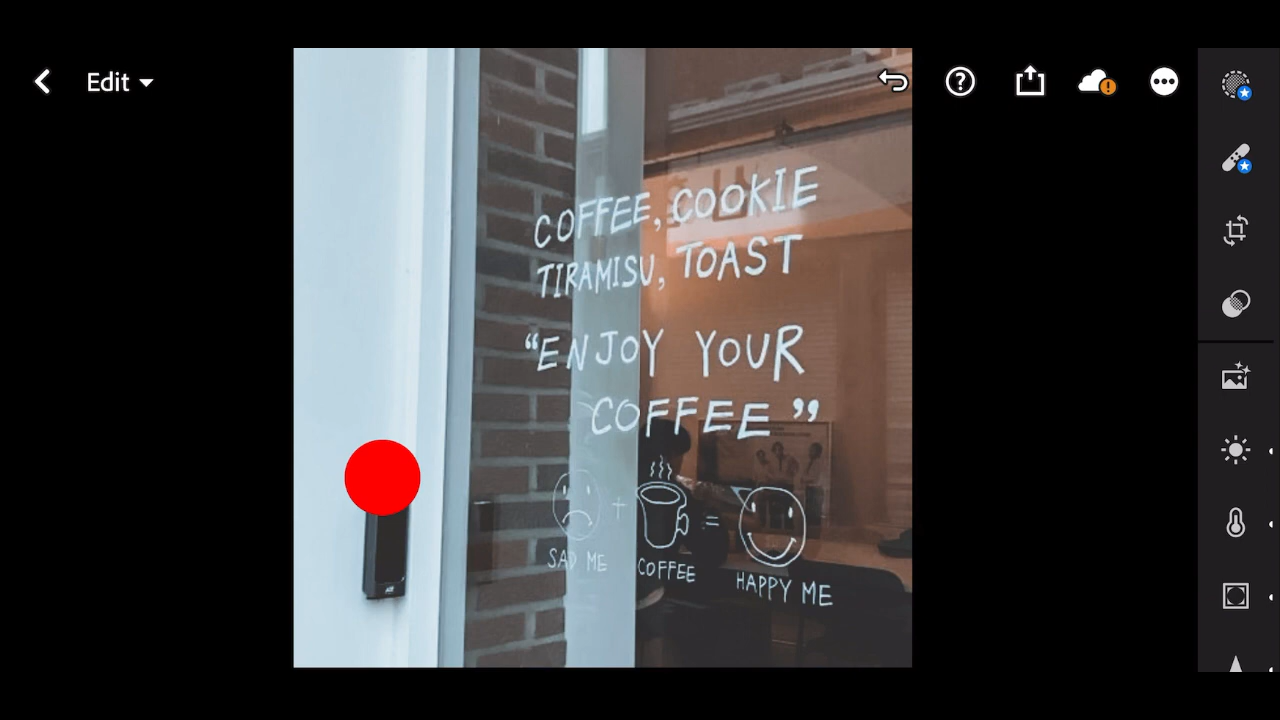 Edit
COFFEE, COOKIE
TIRAMISU, TOAST
“ENJOY YOUR
COFFEE”
+ =
SAD ME COFFEE HAPPY ME